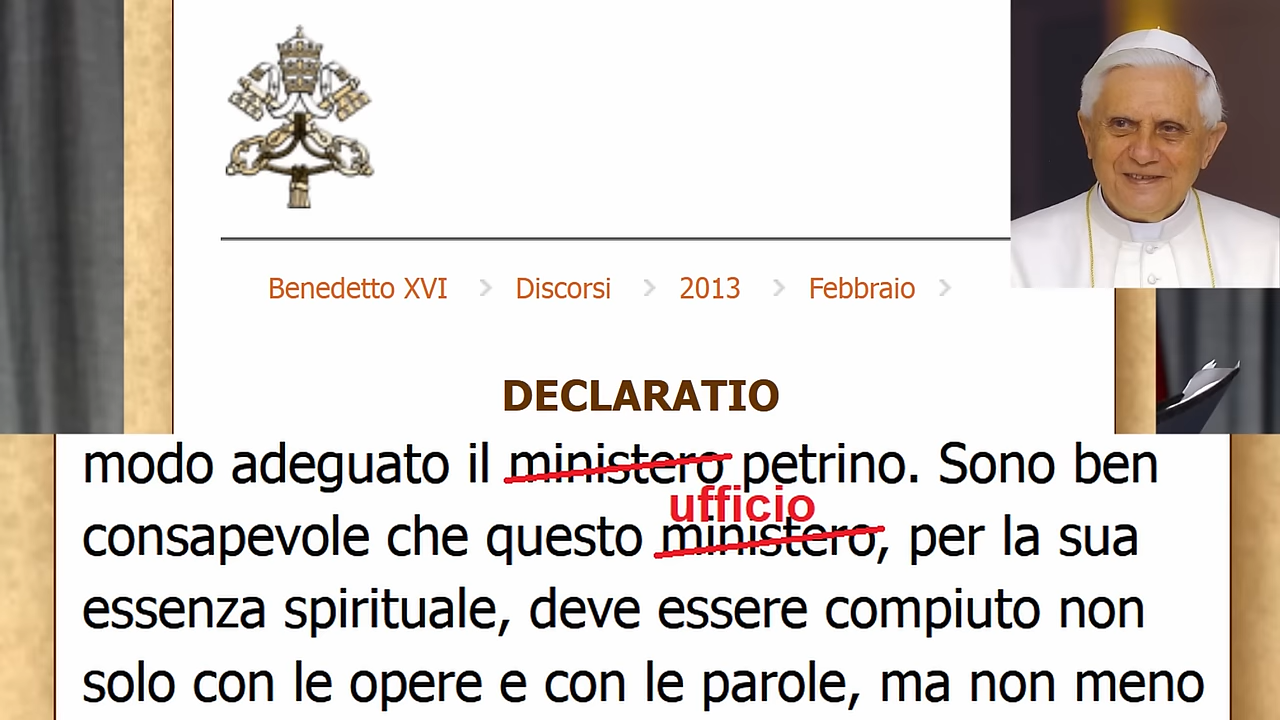 Benedetto XVI > Discorsi > 2013 > Febbraio >
DECLARATIO
modo adeguato il ministero petrino. Sono ben
ufficio
consapevole che questo ministero, per la sua
essenza spirituale, deve essere compiuto non
solo con le opere e con le parole, ma non meno